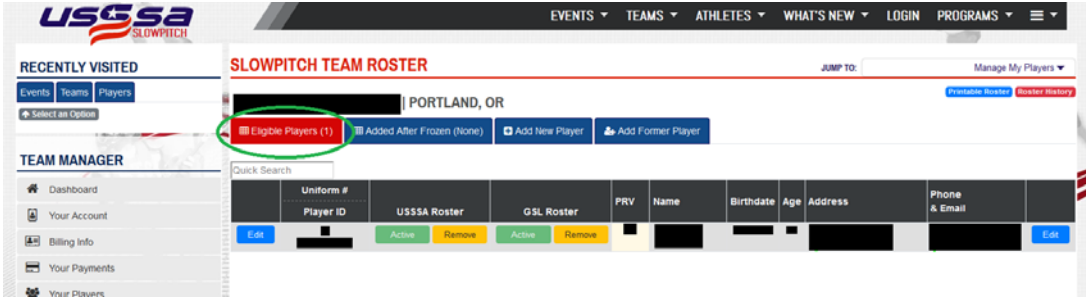 USSSA
SLOWPITCH
EVENTS TEAMS ATHLETES WHAT'S NEW LOGIN PROGRAMS
RECENTLY VISITED
Events Teams Players
Select an Option
TEAM MANAGER
Dashboard
Your Account
Billing Info
Your Payments
Your Players
SLOWPITCH TEAM ROSTER
JUMP TO: Manage My Players
Printable Roster Roster History
| PORTLAND, OR
Eligible Players (1) Added After Frozen (None) Add New Player Add Former Player
Quick Search
Uniform #
Player ID
USSSA Roster
GSL Roster
PRV
Name
Birthdate
Age
Address
Phone
& Email
Edit Active Remove Active Remove Edit